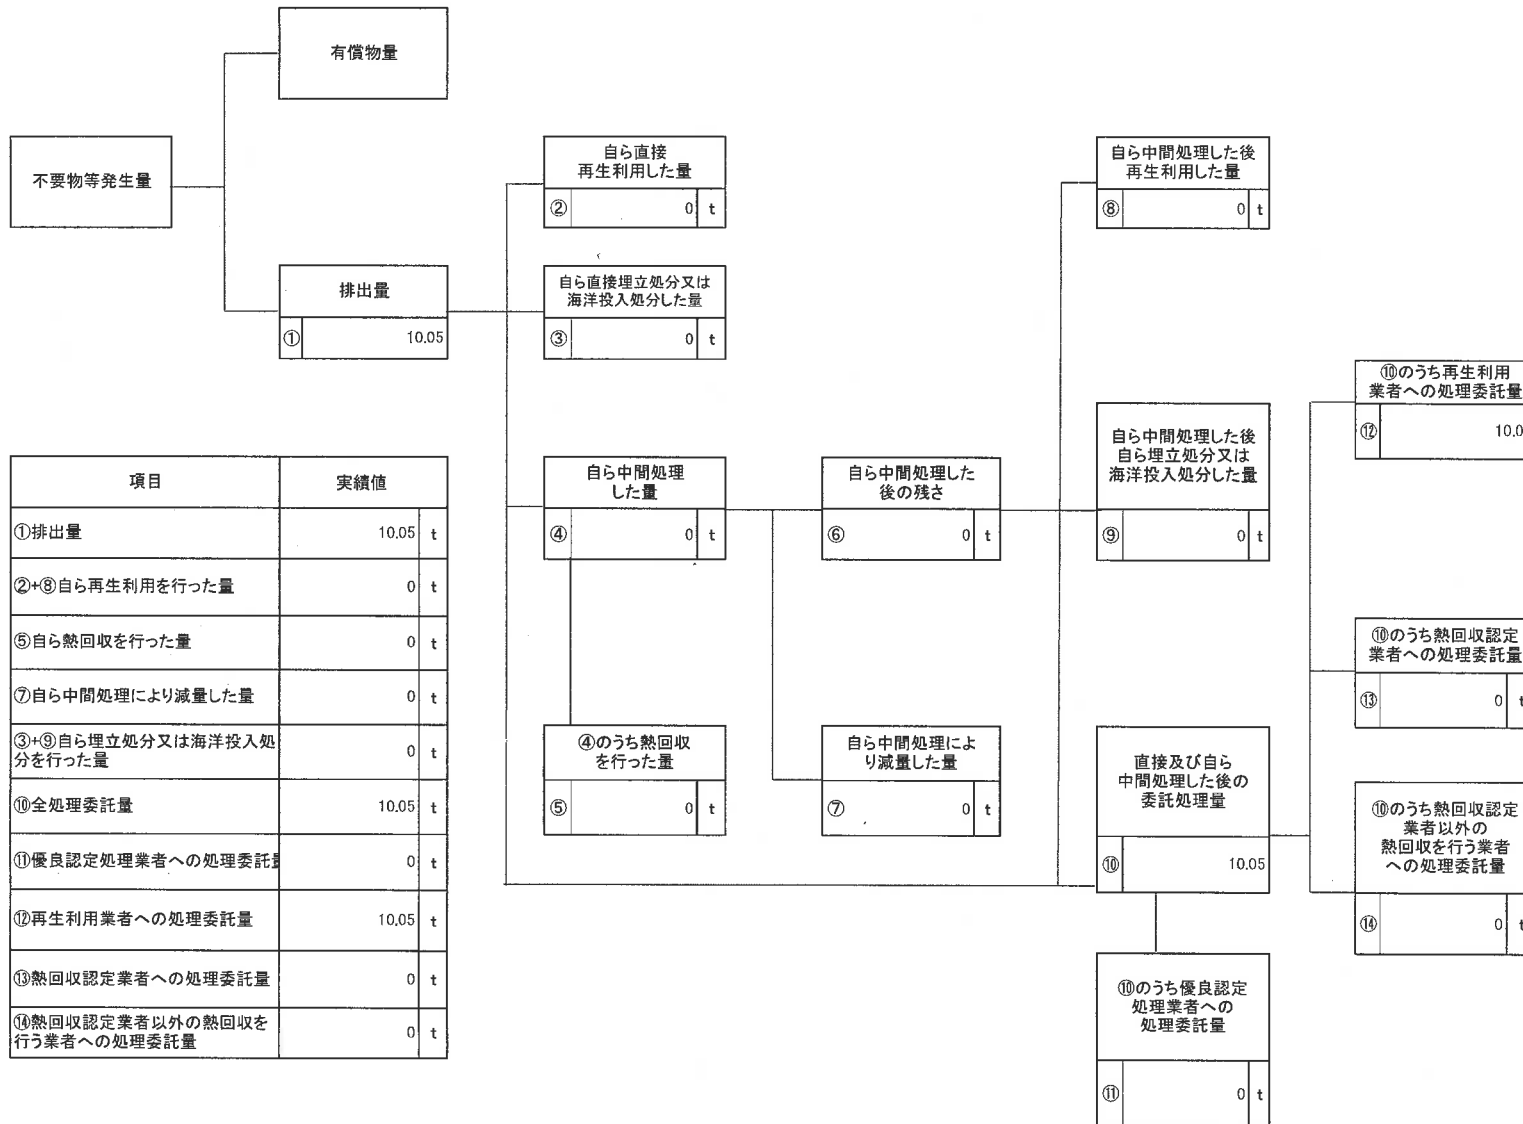 有償物量
不要物等発生量
排出量
① 10.05
自ら直接
再生利用した量
② 0 t
自ら直接埋立処分又は
海洋投入処分した量
③ 0 t
自ら中間処理
した量
④ 0 t
④のうち熱回収
を行った量
⑤ 0 t
自ら中間処理した
後の残さ
⑥ 0 t
自ら中間処理によ
り減量した量
⑦ 0 t
自ら中間処理した後
再生利用した量
⑧ 0 t
自ら中間処理した後
自ら埋立処分又は
海洋投入処分した量
⑨ 0 t
直接及び自ら
中間処理した後の
委託処理量
⑩ 10.05
⑩のうち優良認定
処理業者への
処理委託量
⑪ 0 t
⑩のうち再生利用
業者への処理委託量
⑫ 10.0
⑩のうち熱回収認定
業者への処理委託量
⑬ 0 t
⑩のうち熱回収認定
業者以外の
熱回収を行う業者
への処理委託量
⑭ 0 t
項目 実績値
①排出量 10.05 t
②+⑧自ら再生利用を行った量 0 t
⑤自ら熱回収を行った量 0 t
⑦自ら中間処理により減量した量 0 t
③+⑨自ら埋立処分又は海洋投入処
分を行った量 0 t
⑩全処理委託量 10.05 t
⑪優良認定処理業者への処理委託 0 t
⑫再生利用業者への処理委託量 10.05 t
⑬熱回収認定業者への処理委託量 0 t
⑭熱回収認定業者以外の熱回収を
行う業者への処理委託量 0 t